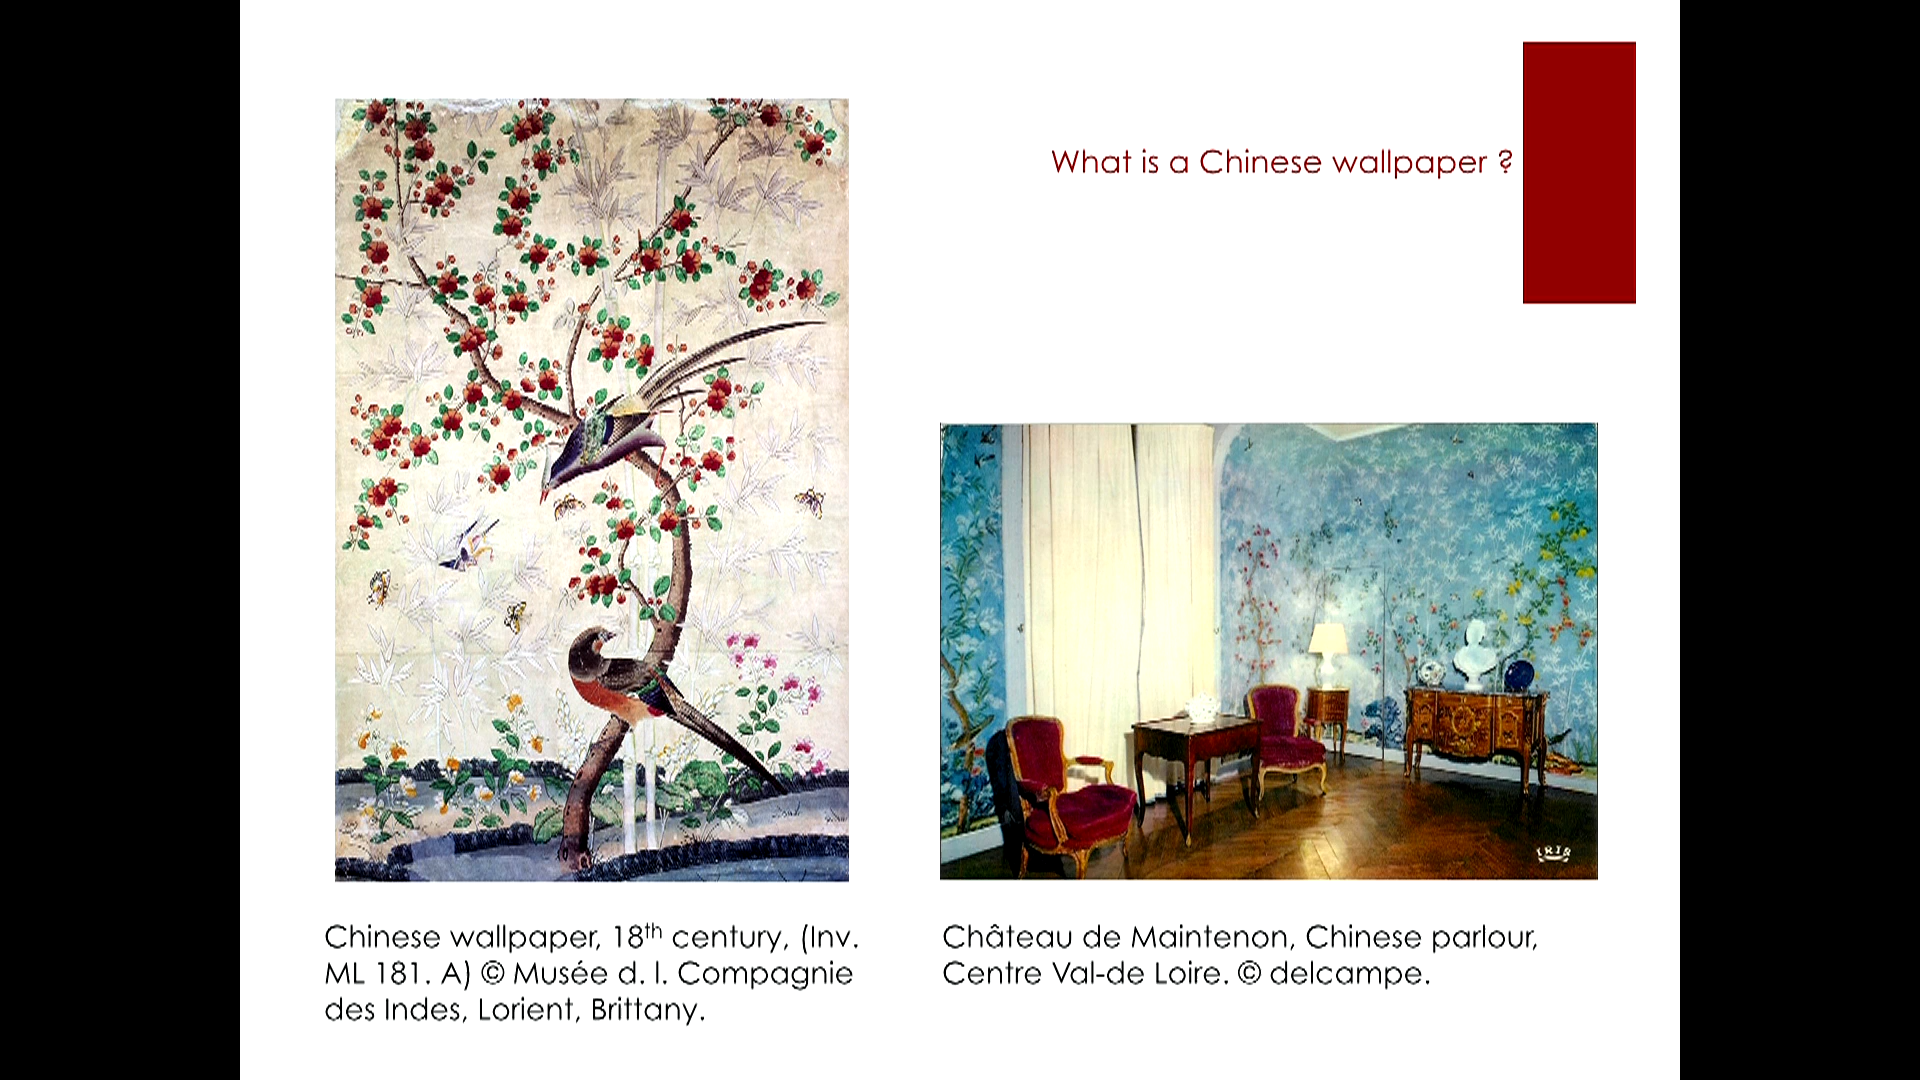 What is a Chinese wallpaper ?
IRIS
Chinese wallpaper, 18th century, (Inv.
ML 181. A) © Musée d. l. Compagnie
des Indes, Lorient, Brittany.
Château de Maintenon, Chinese parlour,
Centre Val-de Loire. © delcampe.